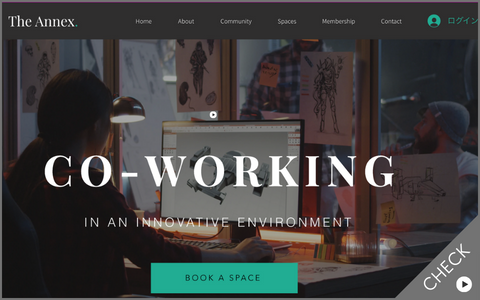 The Annex.
Home About Community Spaces Membership Contact ログイン
CO-WORKING
IN AN INNOVATIVE ENVIRONMENT
BOOK A SPACE
CHECK